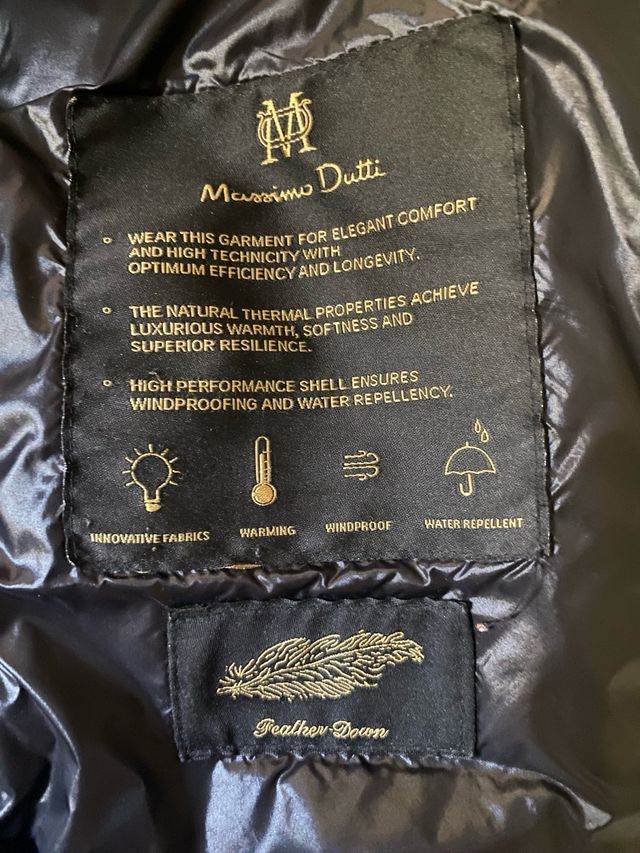 MD
Massimo Dutti
WEAR THIS GARMENT FOR ELEGANT COMFORT
AND HIGH TECHNICITY WITH
OPTIMUM EFFICIENCY AND LONGEVITY.
THE NATURAL THERMAL PROPERTIES ACHIEVE
LUXURIOUS WARMTH, SOFTNESS AND
SUPERIOR RESILIENCE.
HIGH PERFORMANCE SHELL ENSURES
WINDPROOFING AND WATER REPELLENCY.
INNOVATIVE FABRICS WARMING WINDPROOF WATER REPELLENT
Feather-Down